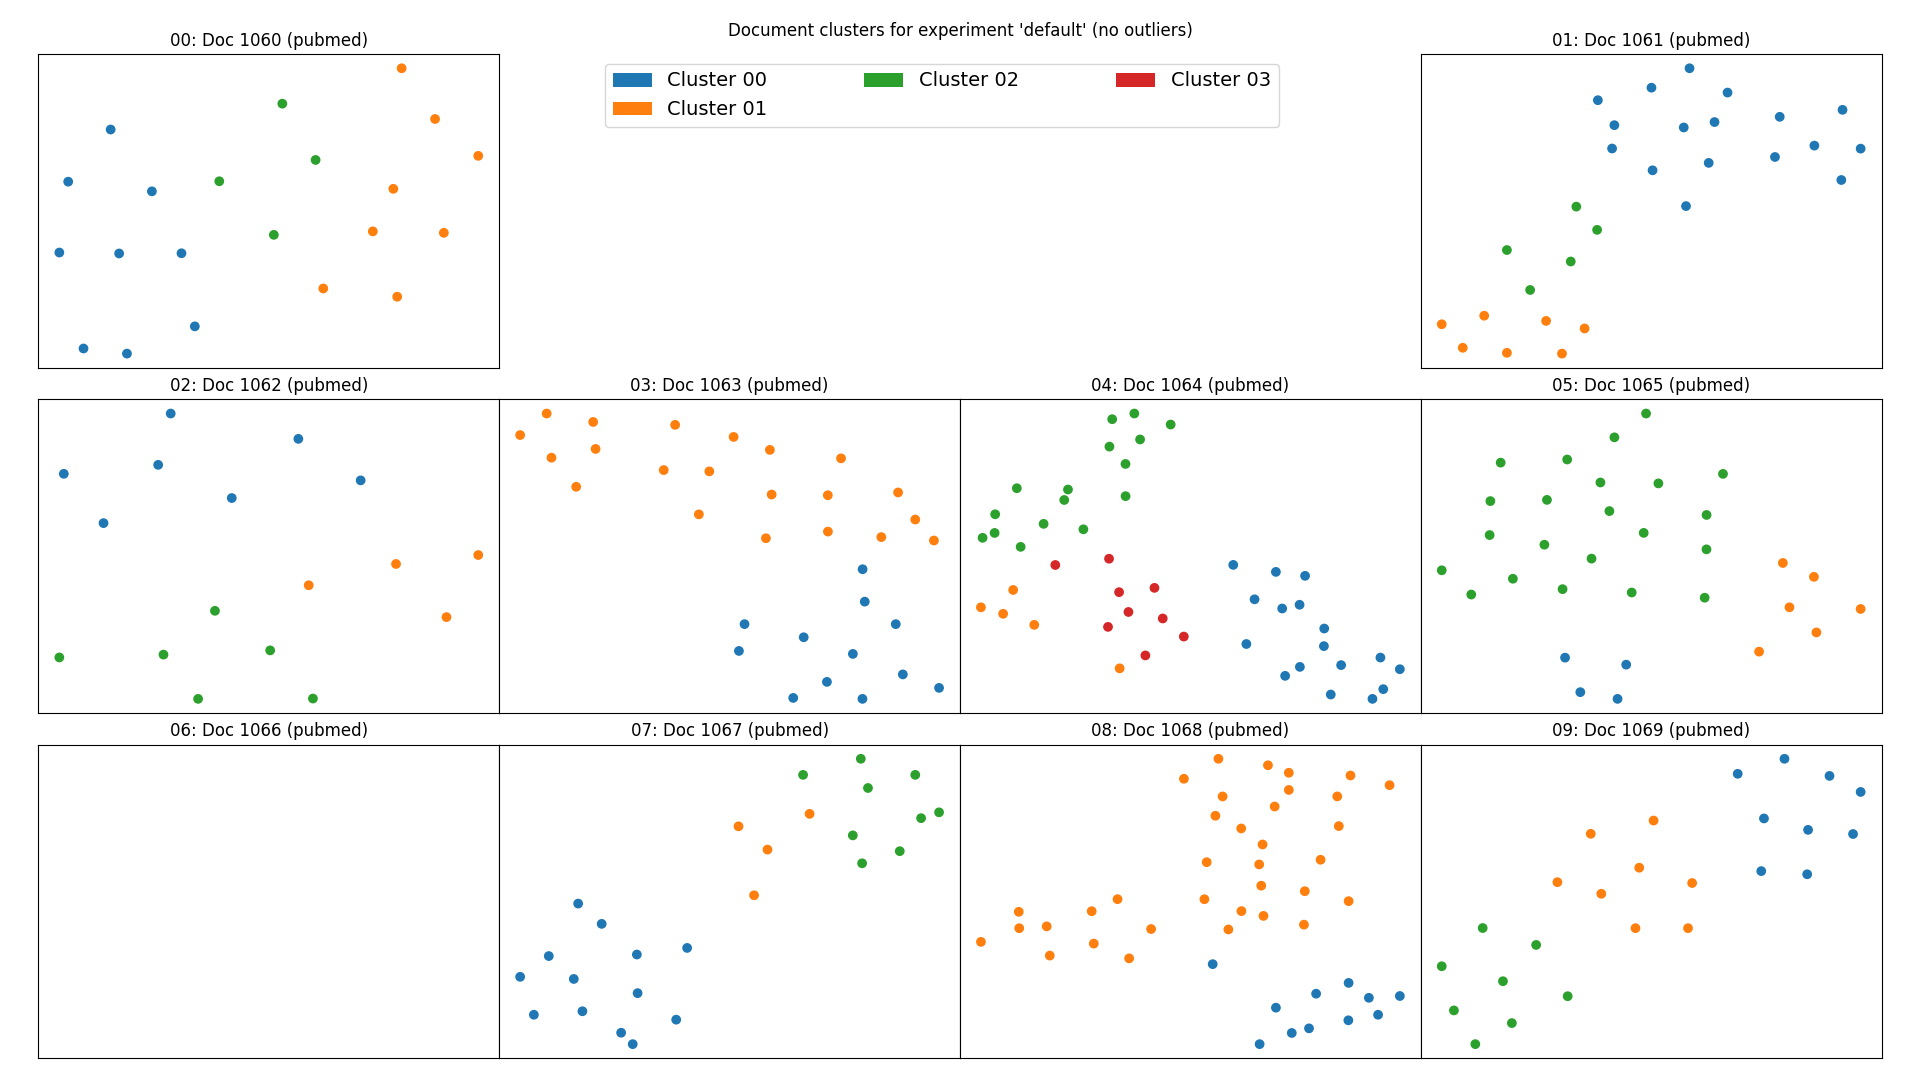 Document clusters for experiment 'default' (no outliers)
00: Doc 1060 (pubmed)
Cluster 00
Cluster 01
Cluster 02
Cluster 03
01: Doc 1061 (pubmed)
02: Doc 1062 (pubmed)
03: Doc 1063 (pubmed)
04: Doc 1064 (pubmed)
05: Doc 1065 (pubmed)
06: Doc 1066 (pubmed)
07: Doc 1067 (pubmed)
08: Doc 1068 (pubmed)
09: Doc 1069 (pubmed)